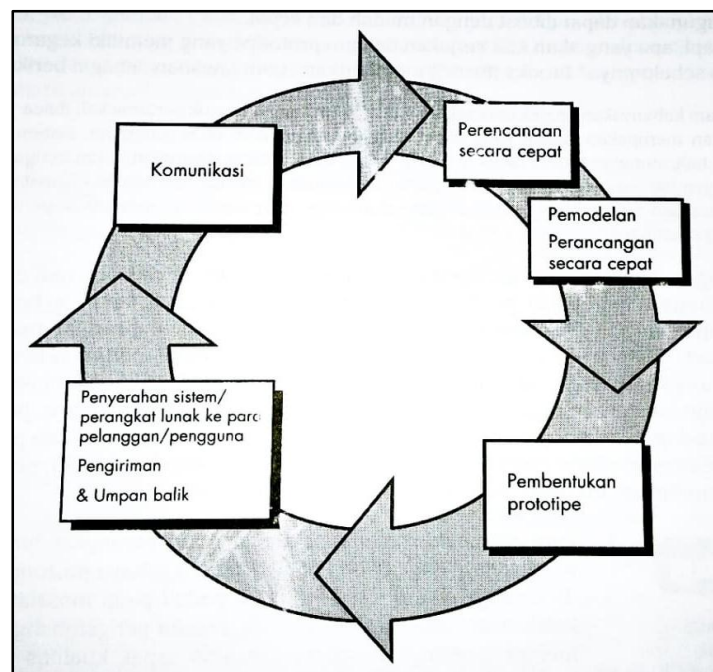 Komunikasi
Perencanaan
secara cepat
Pemodelan
Perancangan
secara cepat
Pembentukan
prototipe
Penyerahan sistem/
perangkat lunak ke para
pelanggan/pengguna
Pengiriman
& Umpan balik